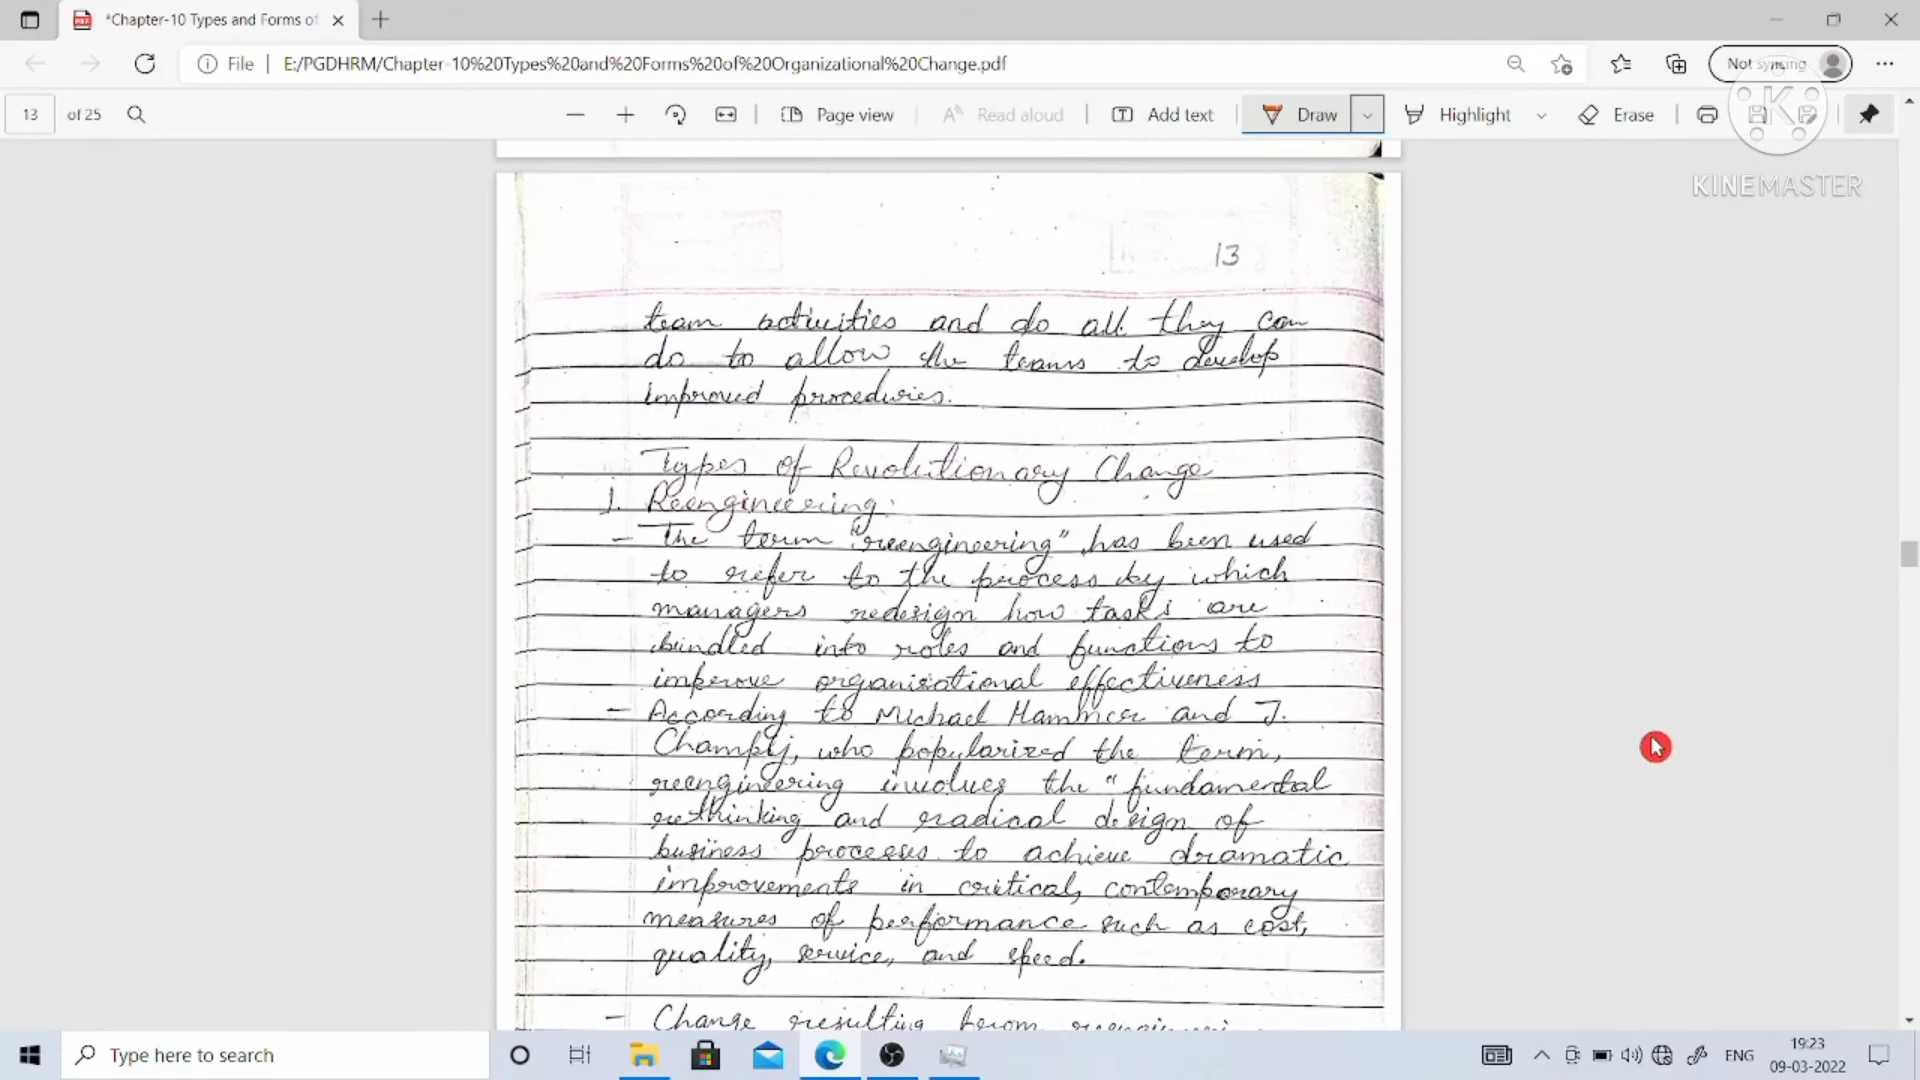 *Chapter-10 Types and Forms of
File
E:/PGDHRM/Chapter-10%20Types%20and%20Forms%20of%20Organizational%20Change.pdf
Not syncing
13 of 25
Page view
Read aloud
Add text
Draw
Highlight
Erase
KINEMASTER
13
team activities and do all they can
do to allow the teams to develop
improved procedures.
Types of Revolutionary Change
1. Reengineering:
- The term "reengineering" has been used
to refer to the process by which
managers redesign how tasks are
bundled into roles and functions to
improve organisational effectiveness
- According to Michael Hammer and J.
Champy, who popularized the term,
reengineering involves the "fundamental
rethinking and radical design of
business processes to achieve dramatic
improvements in critical, contemporary
measures of performance such as cost,
quality, service, and speed.
- Change resulting from
Type here to search
ENG
19:23
09-03-2022